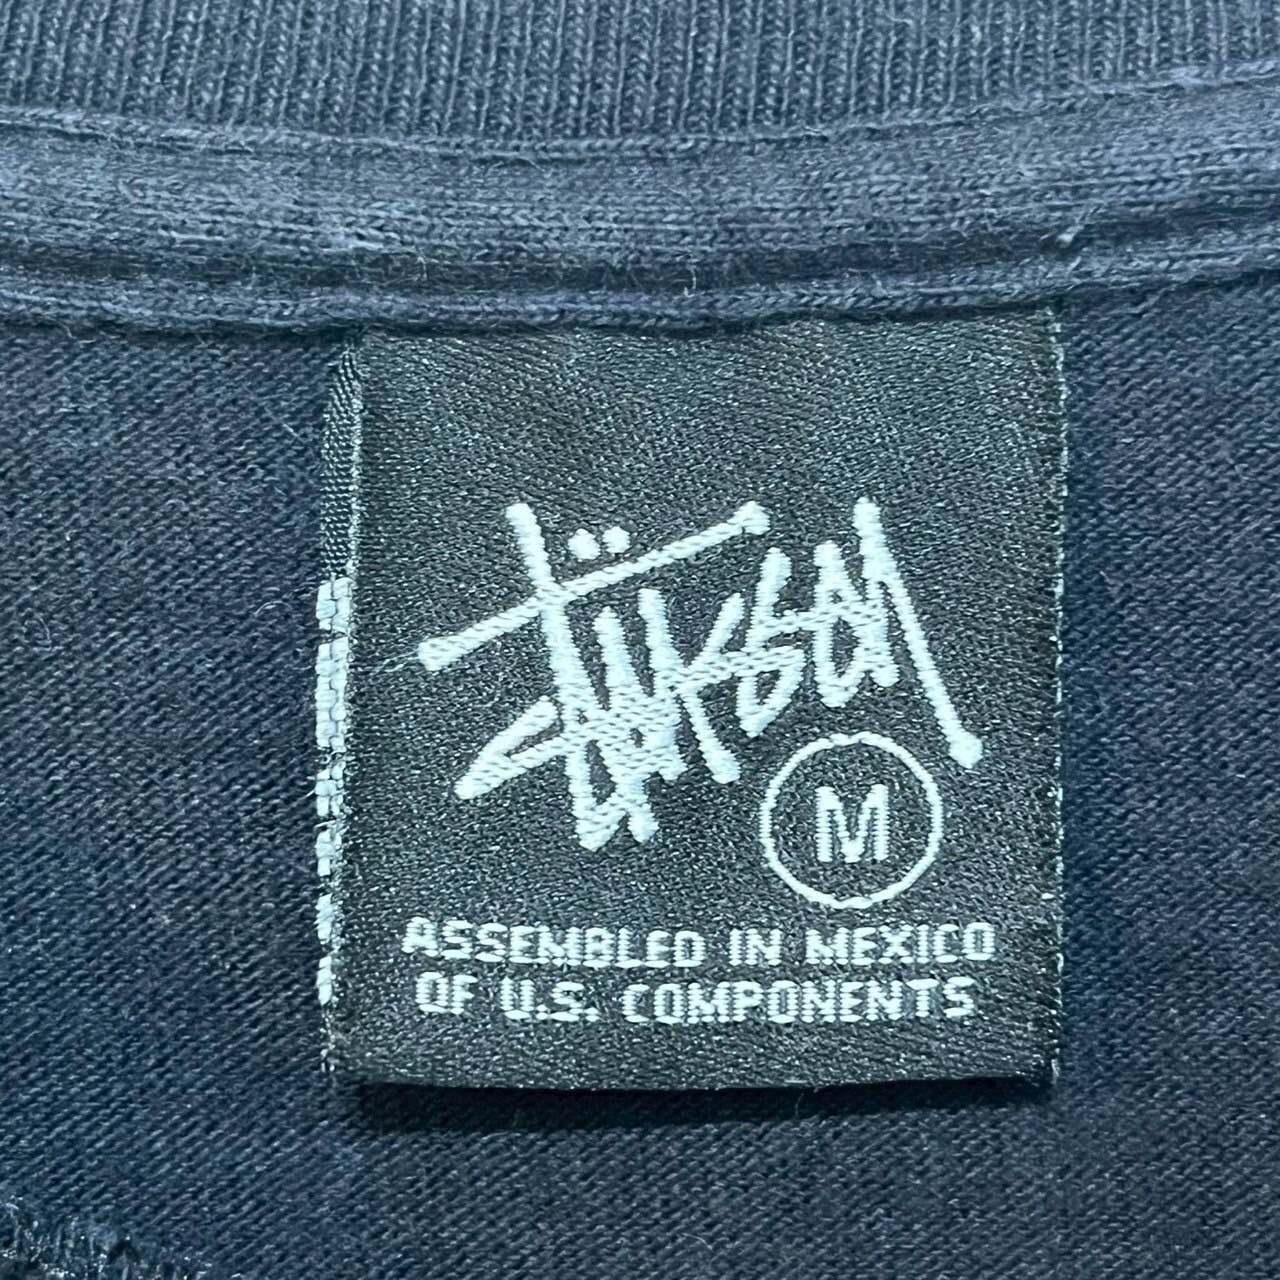 Stüssy
M
ASSEMBLED IN MEXICO
OF U.S. COMPONENTS